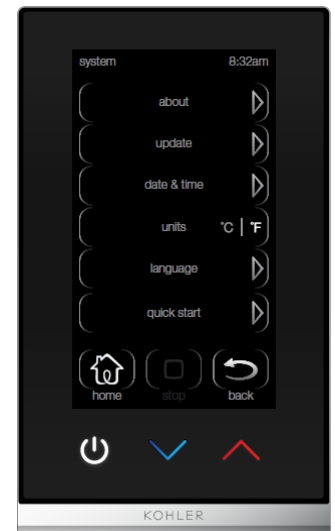 system 8:32am
about
update
date & time
units °C | °F
language
quick start
home stop back
KOHLER